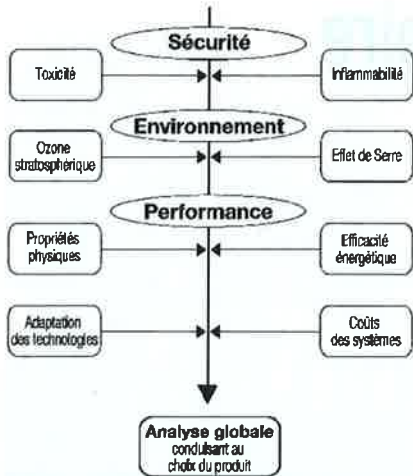 Sécurité
Toxicité
Inflammabilité
Environnement
Ozone
stratosphérique
Effet de Serre
Performance
Propriétés
physiques
Efficacité
énergétique
Adaptation
des technologies
Coûts
des systèmes
Analyse globale
conduisant au
choix du produit